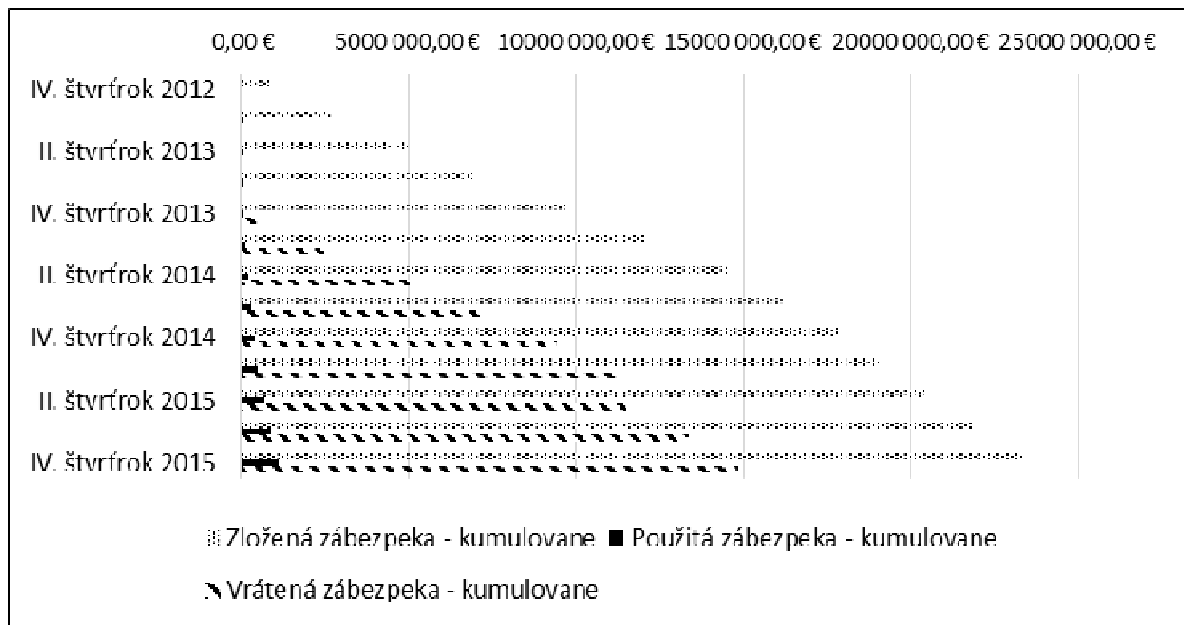 0,00 € 5000 000,00 € 10000 000,00 € 15000 000,00 € 20000 000,00 € 25000 000,00 €
IV. štvrťrok 2012
II. štvrťrok 2013
IV. štvrťrok 2013
II. štvrťrok 2014
IV. štvrťrok 2014
II. štvrťrok 2015
IV. štvrťrok 2015
Zložená zábezpeka - kumulovane Použitá zábezpeka - kumulovane
Vrátená zábezpeka - kumulovane